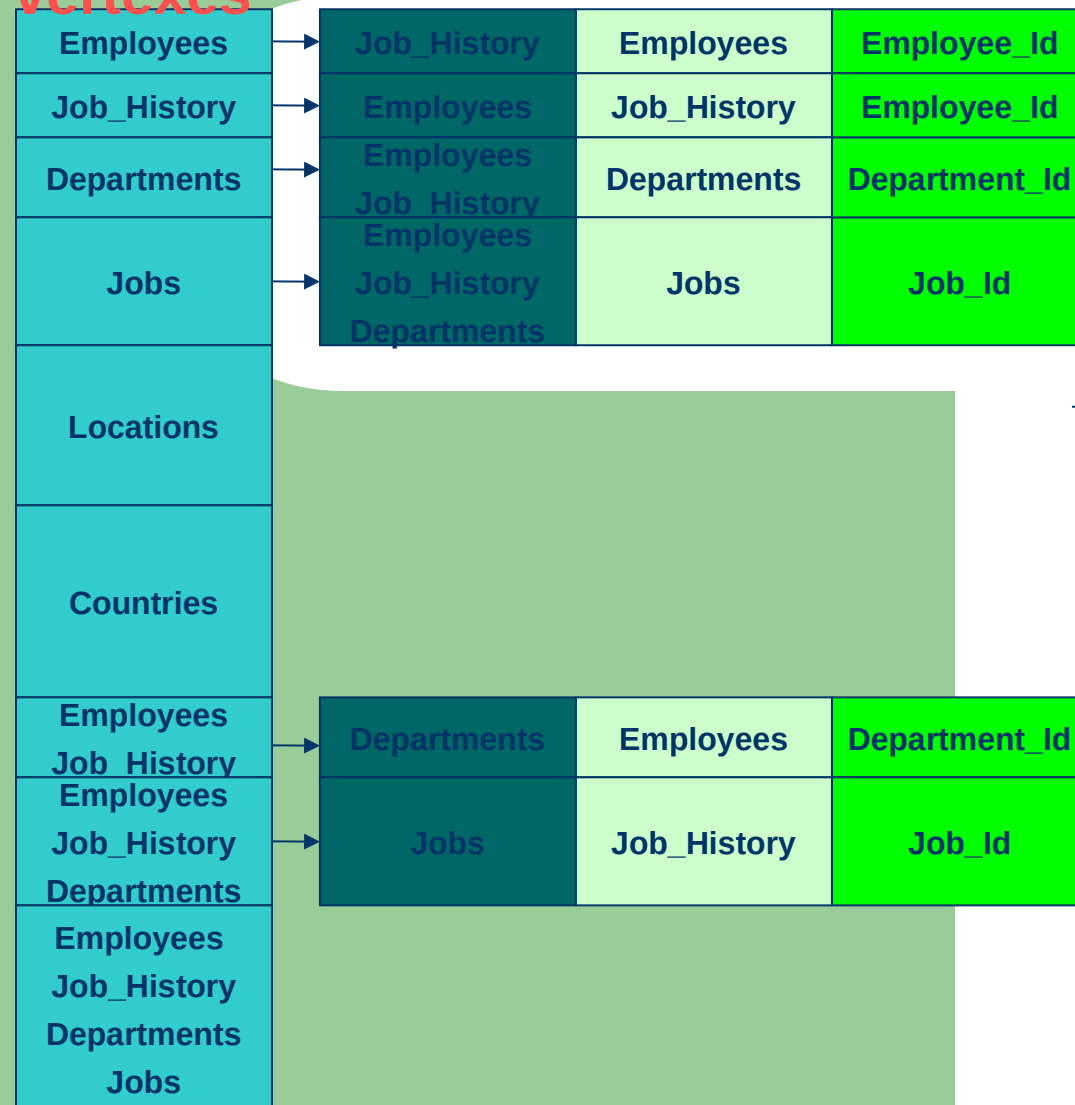 Vertexes
Employees Job_History Employees Employee_Id
Job_History Employees Job_History Employee_Id
Departments Employees Job_History Departments Department_Id
Jobs Employees Job_History Departments Jobs Job_Id
Locations
Countries
Employees Job_History Departments Employees Department_Id
Employees Job_History Departments Jobs Job_History Job_Id
Employees
Job_History
Departments
Jobs